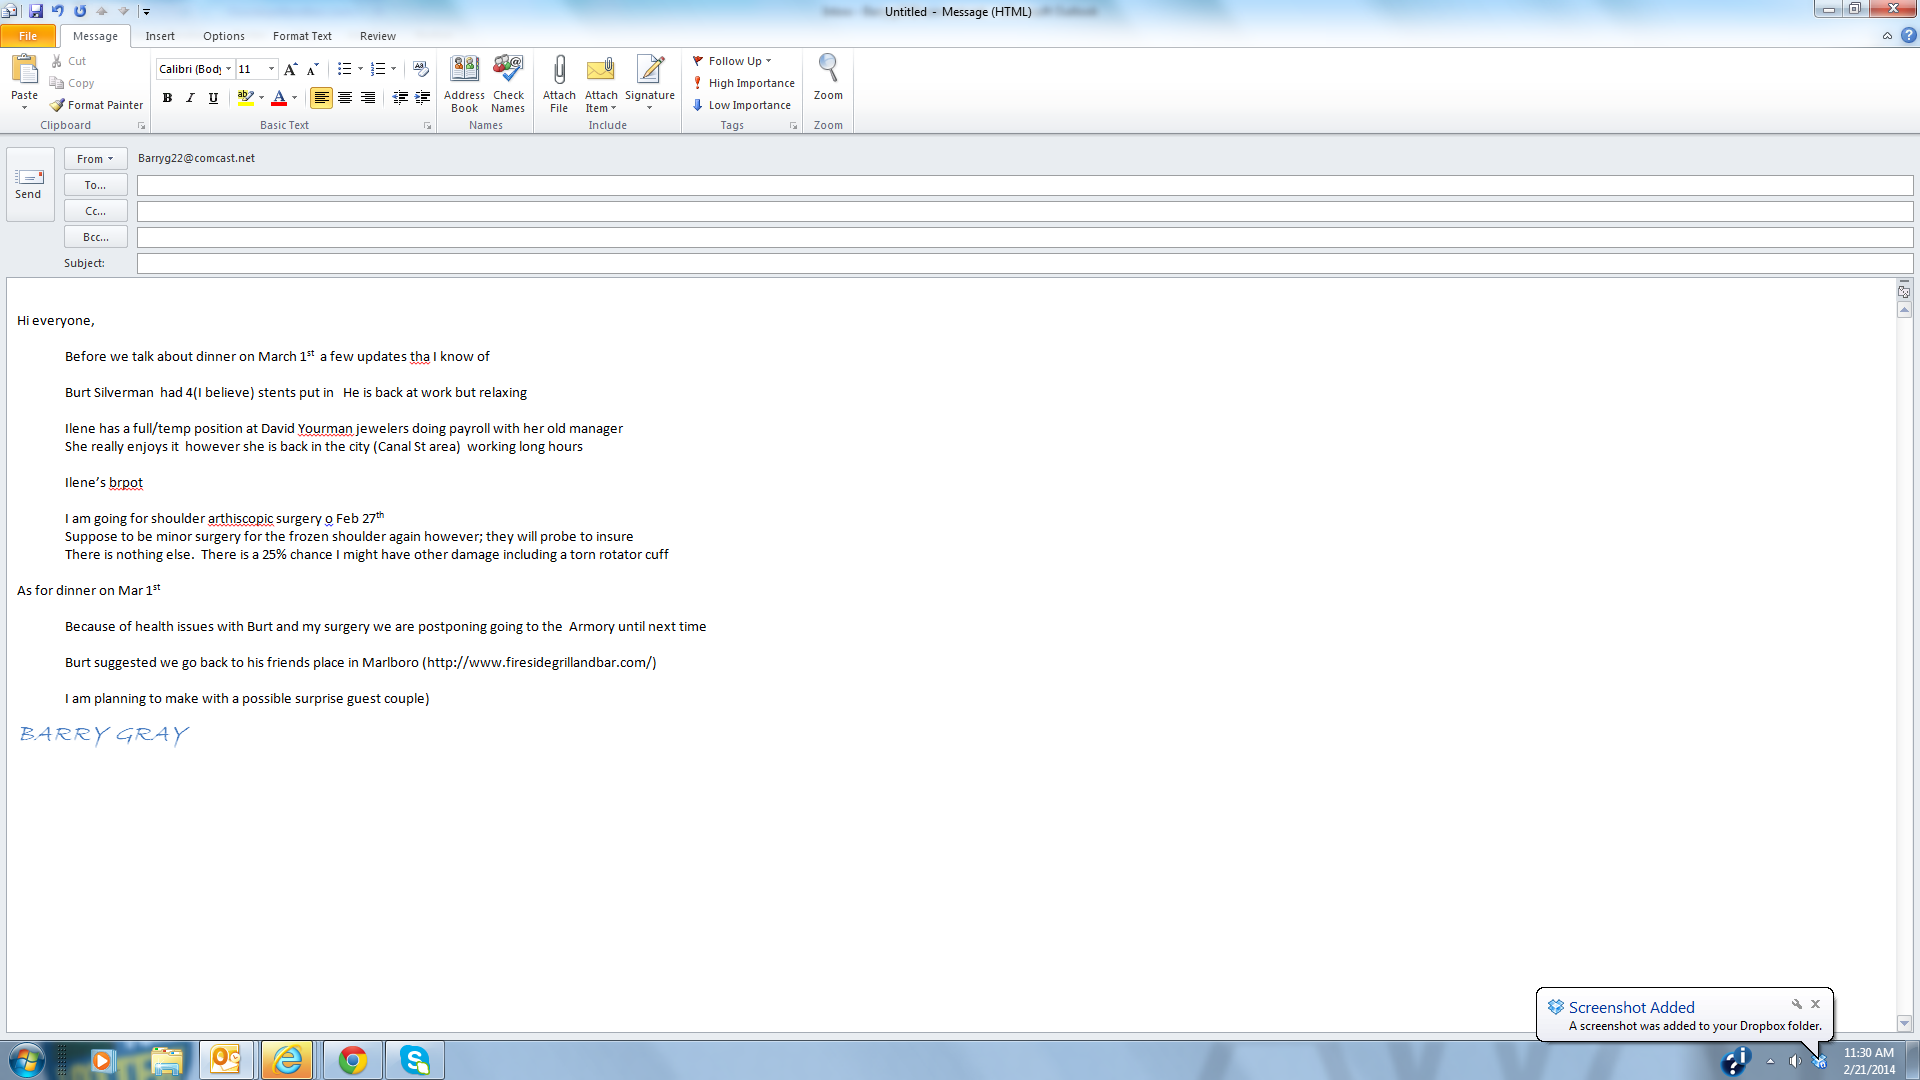 Untitled - Message (HTML)
File Message Insert Options Format Text Review
Paste
Cut
Copy
Format Painter
Clipboard
Calibri (Body 11
B I U
Basic Text
Address Book
Check Names
Names
Attach File
Attach Item
Signature
Include
Follow Up
High Importance
Low Importance
Tags
Zoom
Zoom
Send
From Barryg22@comcast.net
To...
Cc...
Bcc...
Subject:
Hi everyone,
Before we talk about dinner on March 1st a few updates tha I know of
Burt Silverman had 4(I believe) stents put in He is back at work but relaxing
Ilene has a full/temp position at David Yourman jewelers doing payroll with her old manager
She really enjoys it however she is back in the city (Canal St area) working long hours
Ilene’s brpot
I am going for shoulder arthiscopic surgery o Feb 27th
Suppose to be minor surgery for the frozen shoulder again however; they will probe to insure
There is nothing else. There is a 25% chance I might have other damage including a torn rotator cuff
As for dinner on Mar 1st
Because of health issues with Burt and my surgery we are postponing going to the Armory until next time
Burt suggested we go back to his friends place in Marlboro (http://www.firesidegrillandbar.com/)
I am planning to make with a possible surprise guest couple)
BARRY GRAY
Screenshot Added
A screenshot was added to your Dropbox folder.
11:30 AM
2/21/2014